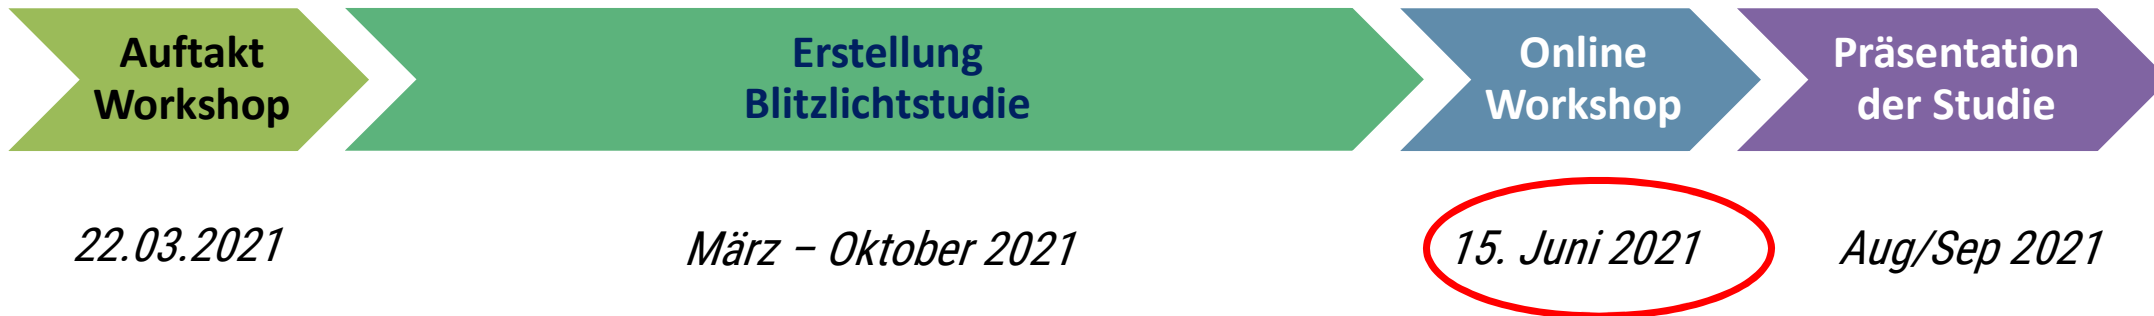 Auftakt
Workshop
Erstellung
Blitzlichtstudie
Online
Workshop
Präsentation
der Studie
22.03.2021
März – Oktober 2021
15. Juni 2021
Aug/Sep 2021